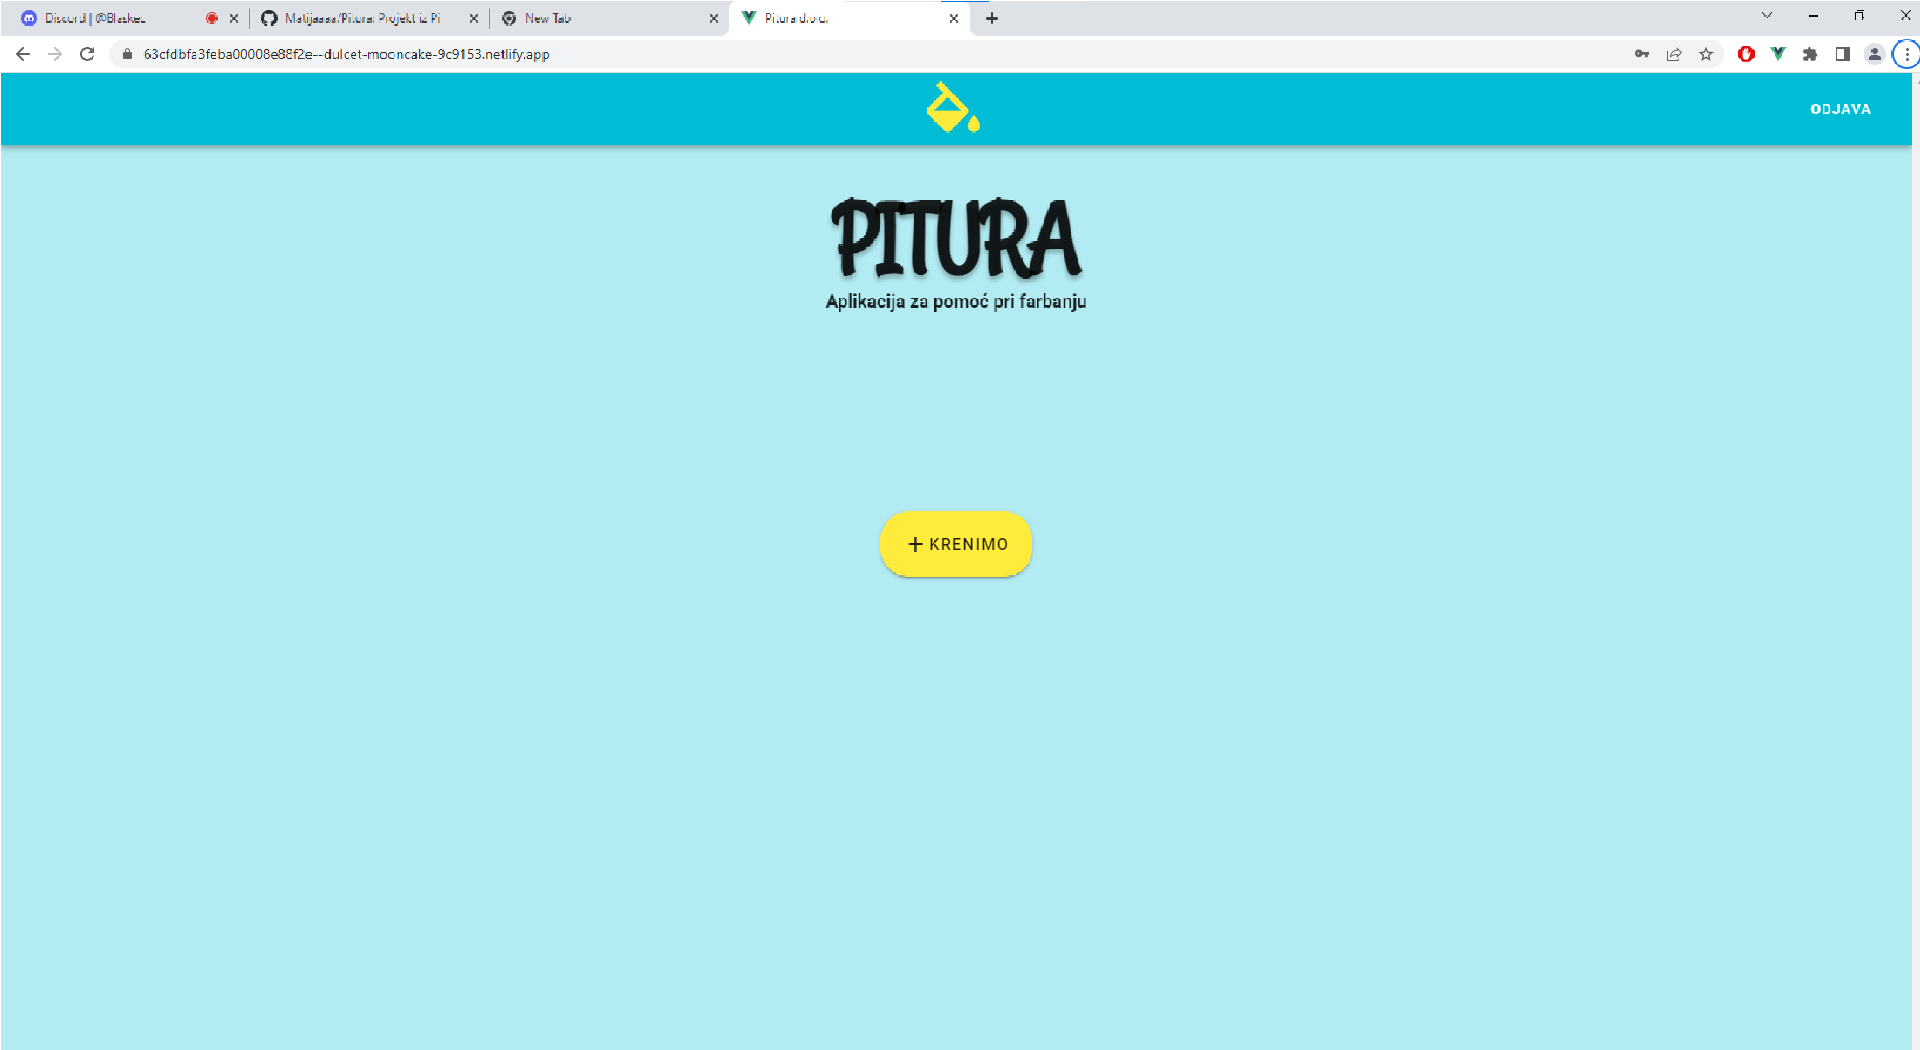 Discord | @Blaskec
Matijaaaa/Pitura: Projekt iz Pi
New Tab
Pitura d.o.o.
63cfdbfa3feba00008e88f2e--dulcet-mooncake-9c9153.netlify.app
ODJAVA
PITURA
Aplikacija za pomoć pri farbanju
+ KRENIMO